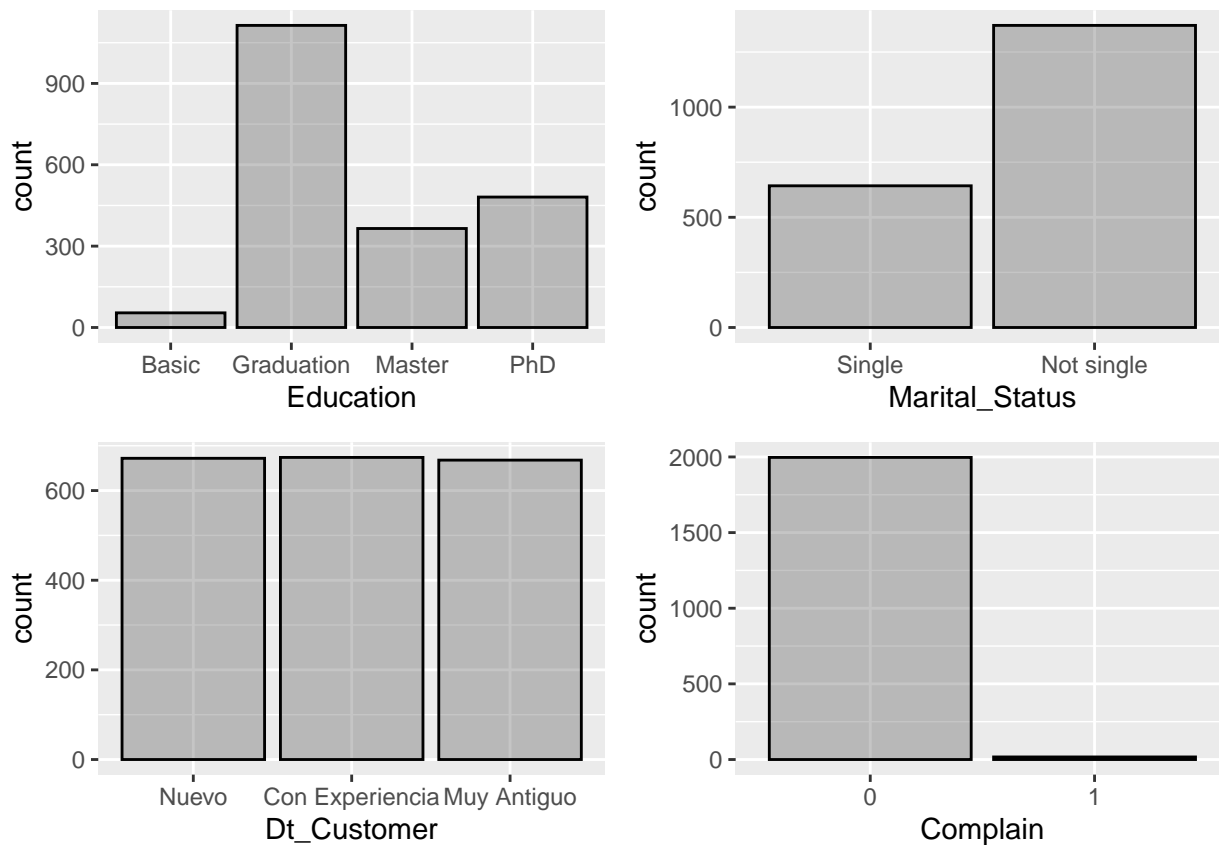 count
900
600
300
0
Basic Graduation Master PhD
Education
count
1000
500
0
Single Not single
Marital_Status
count
600
400
200
0
Nuevo Con Experiencia Muy Antiguo
Dt_Customer
count
2000
1500
1000
500
0
0 1
Complain